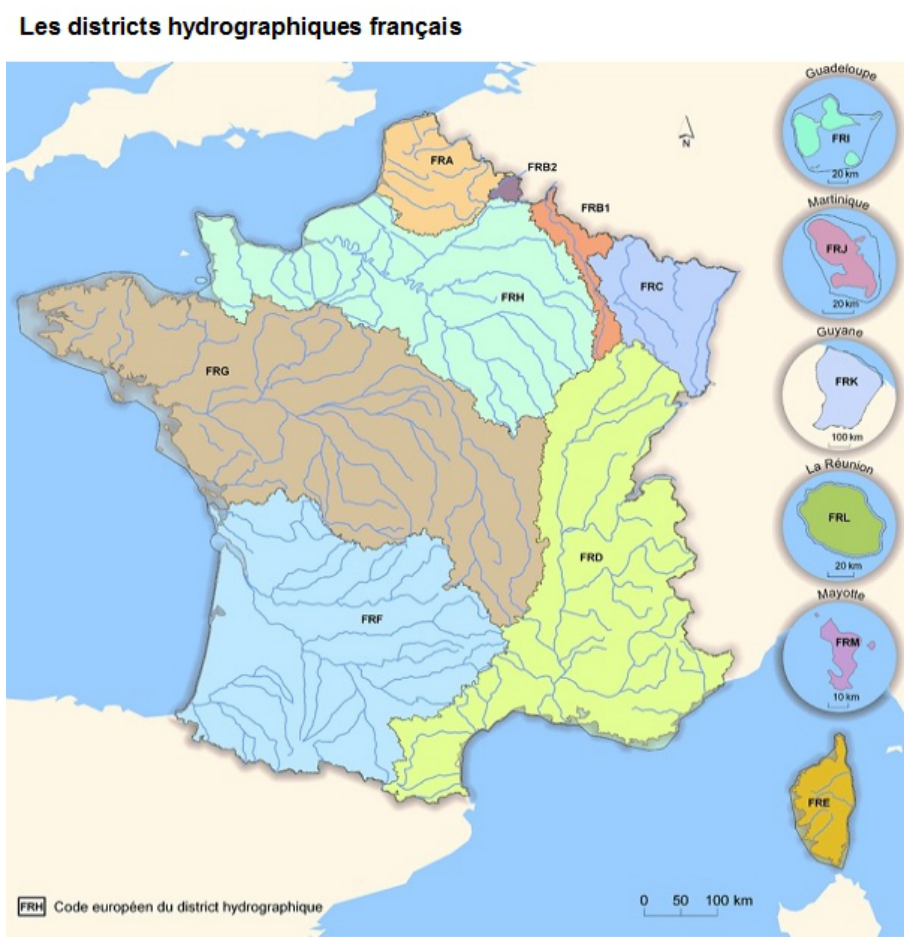 Les districts hydrographiques français
Guadeloupe
FRI
20 km
FRA
FRB2
N
FRB1
Martinique
FRJ
20 km
FRC
FRH
Guyane
FRK
100 km
FRG
La Réunion
FRL
20 km
FRD
Mayotte
FRM
10 km
FRF
FRE
FRH Code européen du district hydrographique
0 50 100 km